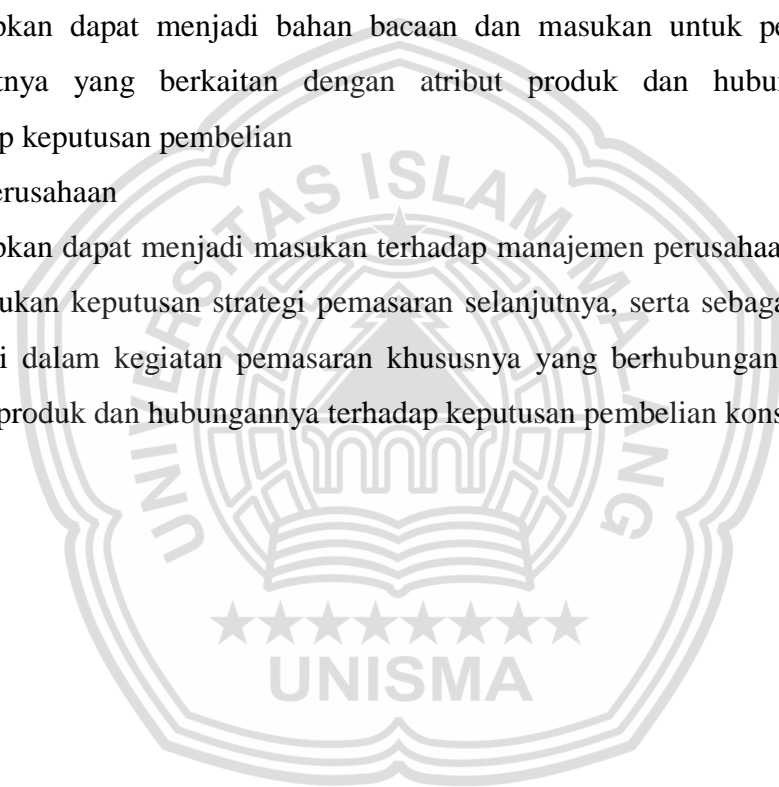 pkan dapat menjadi bahan bacaan dan masukan untuk pe
tnya yang berkaitan dengan atribut produk dan hubu
p keputusan pembelian
erusahaan
pkan dapat menjadi masukan terhadap manajemen perusahaa
ukan keputusan strategi pemasaran selanjutnya, serta sebaga
i dalam kegiatan pemasaran khususnya yang berhubungan
produk dan hubungannya terhadap keputusan pembelian kons
UNIVERSITAS ISLAM MALANG
UNISMA